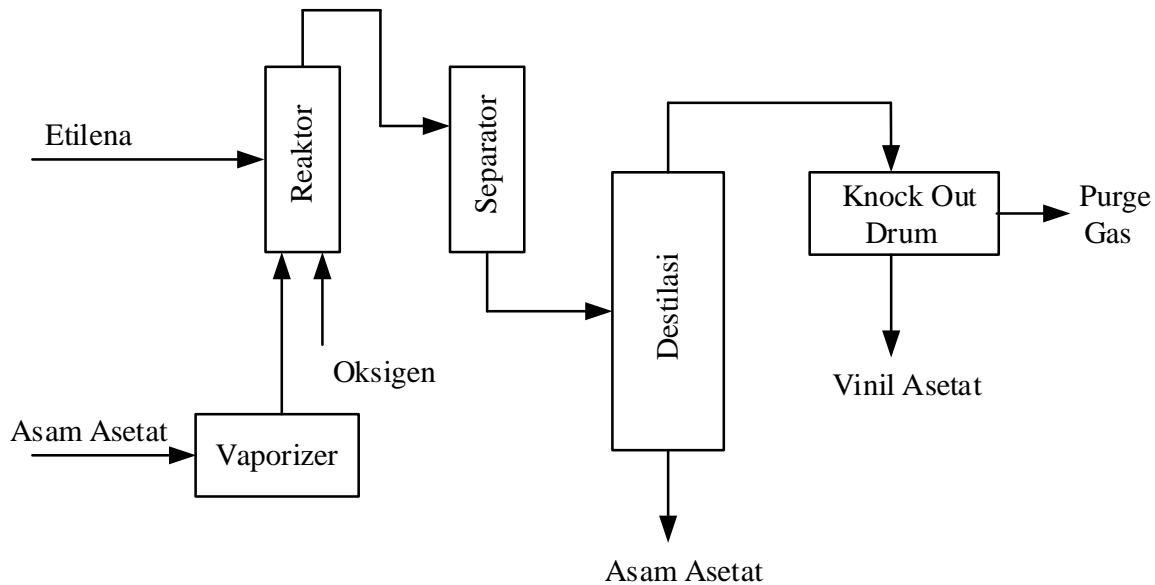 Etilena
Reaktor
Separator
Knock Out
Drum
Purge
Gas
Destilasi
Oksigen
Vinil Asetat
Asam Asetat
Vaporizer
Asam Asetat